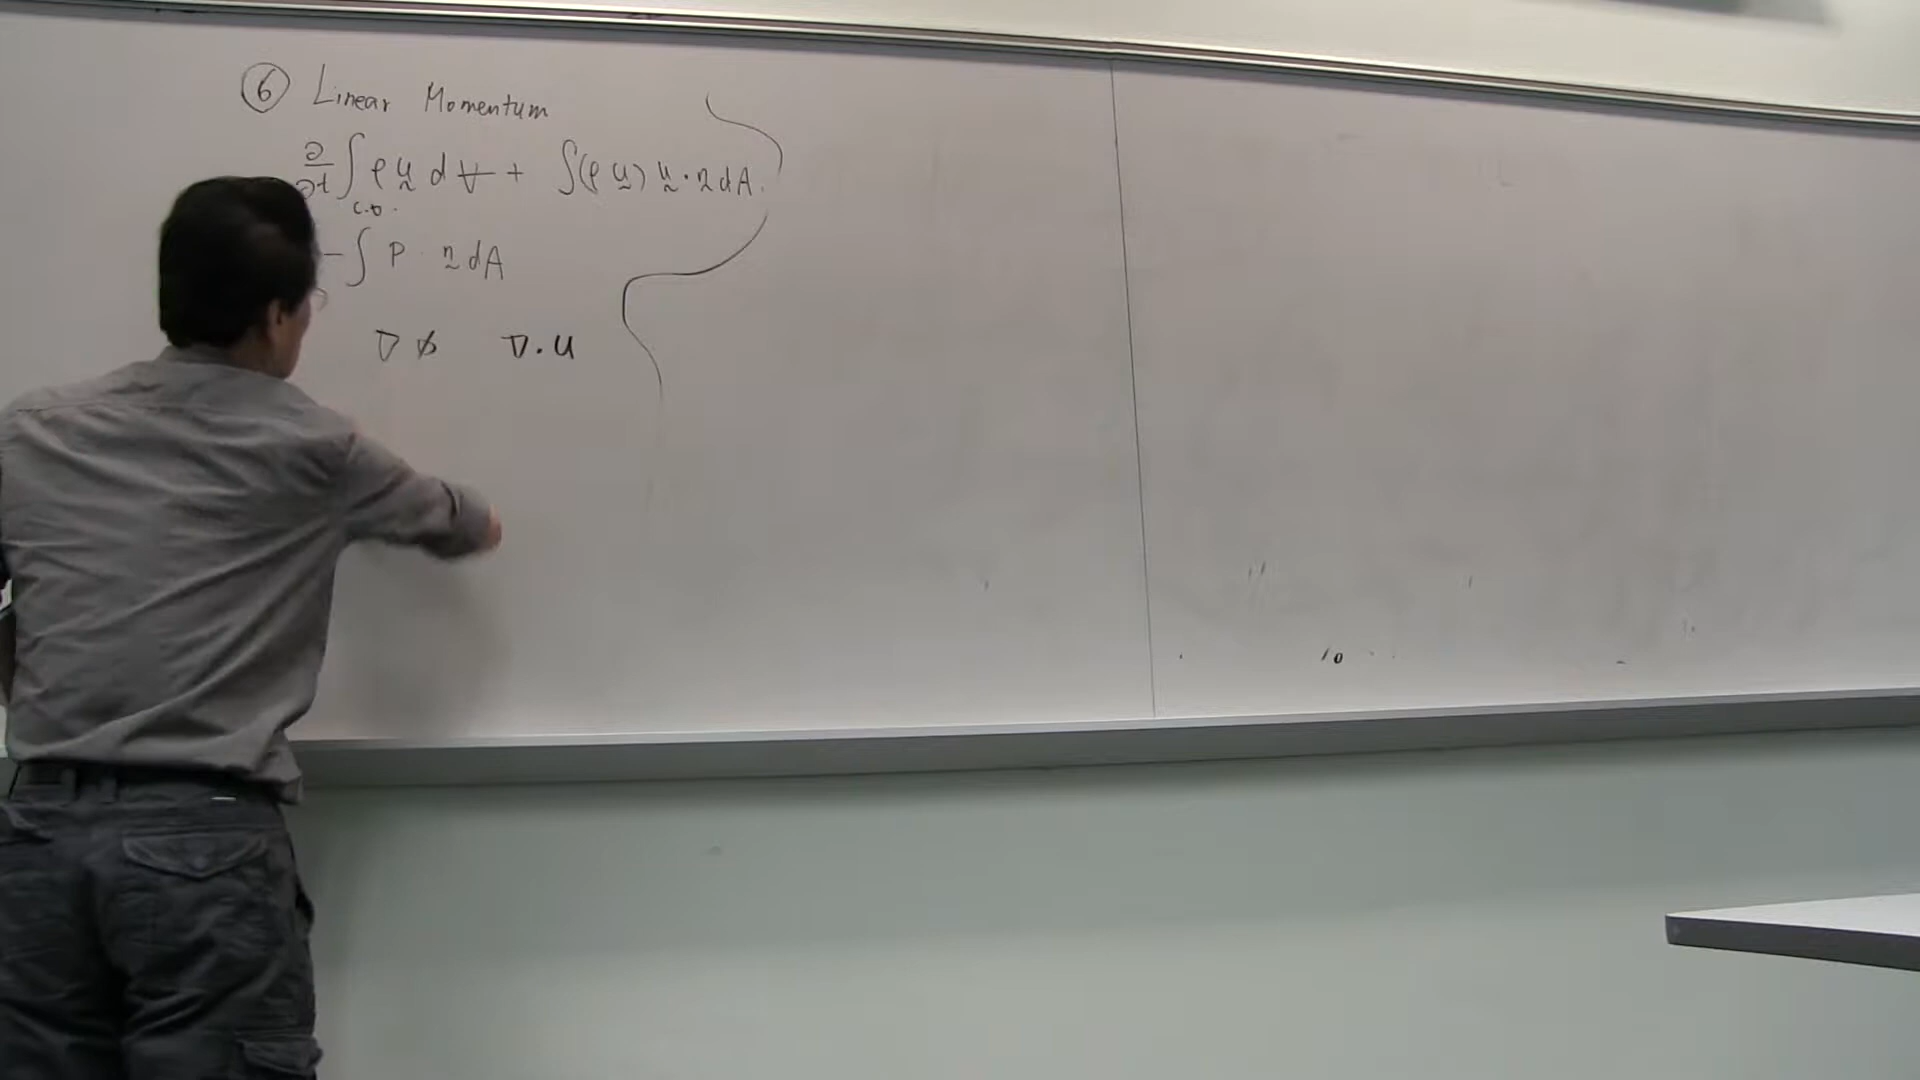 ⑥ Linear Momentum
∂/∂t ∫ ρ ṵ d V̶ + ∫(ρ ṵ) ṵ · n̰ dA.
c.v.
- ∫ P · n̰ dA
∇ ϕ ∇ . u